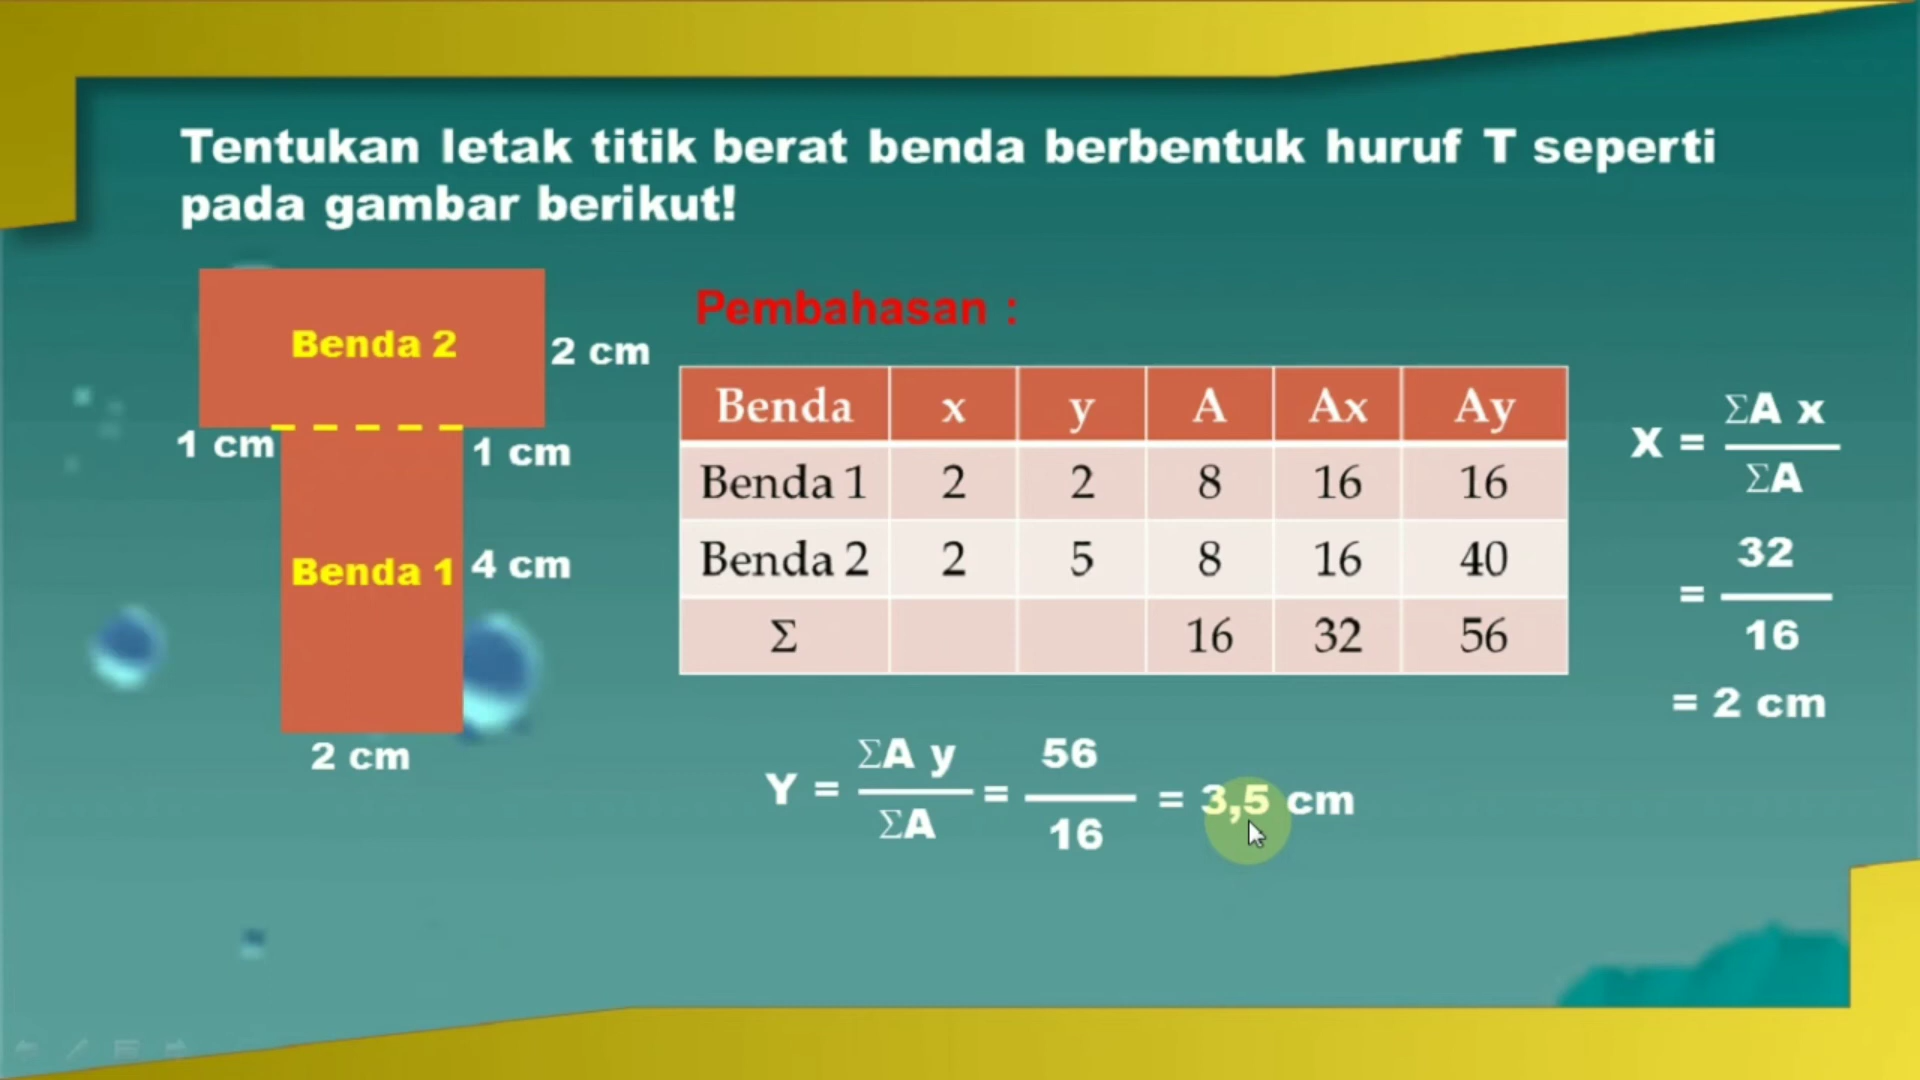 Tentukan letak titik berat benda berbentuk huruf T seperti
pada gambar berikut!
Benda 2
2 cm
1 cm
1 cm
Benda 1
4 cm
2 cm
Pembahasan :
Benda x y A Ax Ay
Benda 1 2 2 8 16 16
Benda 2 2 5 8 16 40
Σ 16 32 56
X = ΣA x
ΣA
= 32
16
= 2 cm
Y = ΣA y = 56 = 3,5 cm
ΣA 16